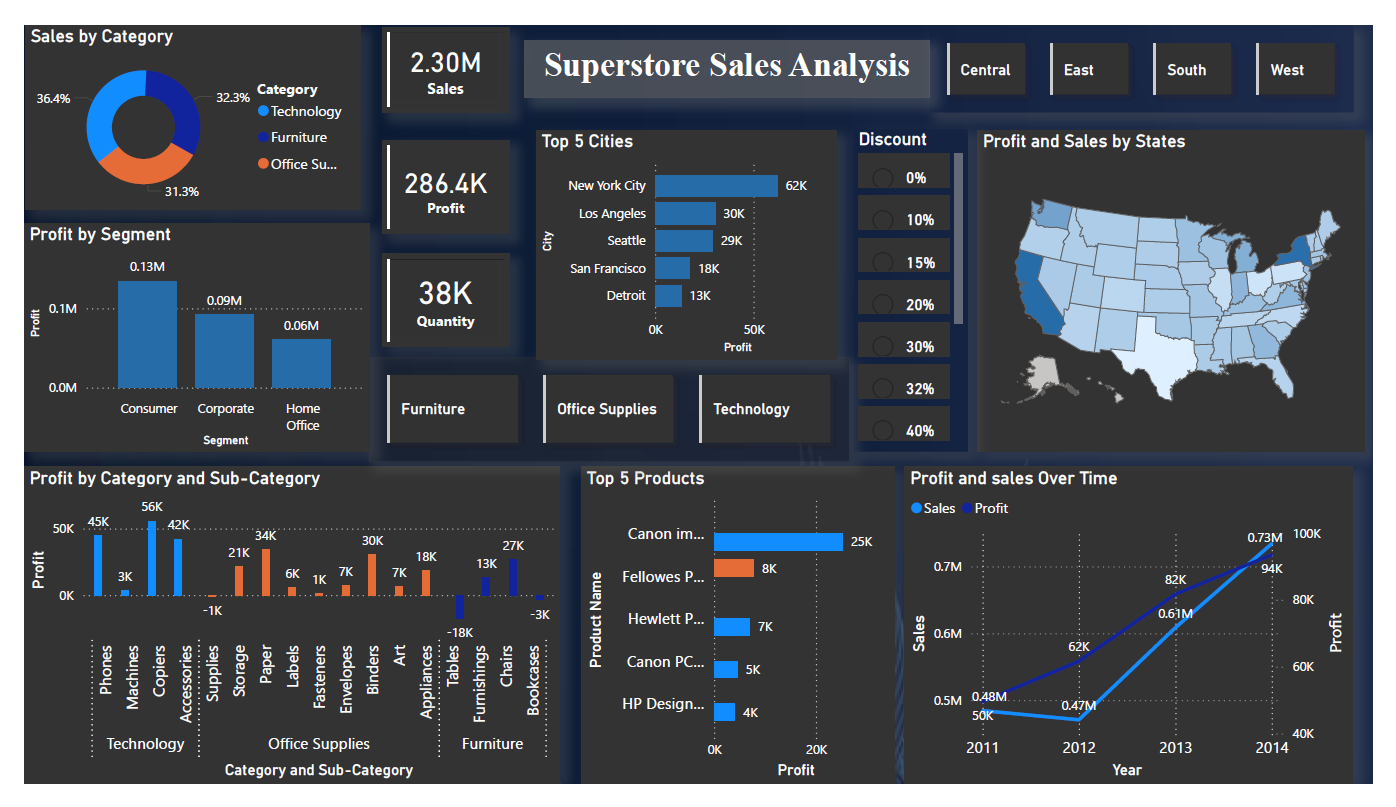 Sales by Category
36.4%
32.3%
31.3%
Category
Technology
Furniture
Office Su...
2.30M
Sales
Superstore Sales Analysis
Central
East
South
West
286.4K
Profit
38K
Quantity
Top 5 Cities
City
New York City
62K
Los Angeles
30K
Seattle
29K
San Francisco
18K
Detroit
13K
0K
50K
Profit
Discount
0%
10%
15%
20%
30%
32%
40%
Profit and Sales by States
Profit by Segment
Profit
0.1M
0.0M
0.13M
0.09M
0.06M
Consumer
Corporate
Home
Office
Segment
Furniture
Office Supplies
Technology
Profit by Category and Sub-Category
Profit
50K
0K
45K
3K
56K
42K
-1K
21K
34K
6K
1K
7K
30K
7K
18K
-18K
13K
27K
-3K
Phones
Machines
Copiers
Accessories
Supplies
Storage
Paper
Labels
Fasteners
Envelopes
Binders
Art
Appliances
Tables
Furnishings
Chairs
Bookcases
Technology
Office Supplies
Furniture
Category and Sub-Category
Top 5 Products
Product Name
Canon im...
25K
Fellowes P...
8K
Hewlett P...
7K
Canon PC...
5K
HP Design...
4K
0K
20K
Profit
Profit and sales Over Time
Sales
Profit
Sales
0.7M
0.6M
0.5M
0.48M
50K
0.47M
62K
0.61M
82K
0.73M
94K
100K
80K
60K
40K
Profit
2011
2012
2013
2014
Year